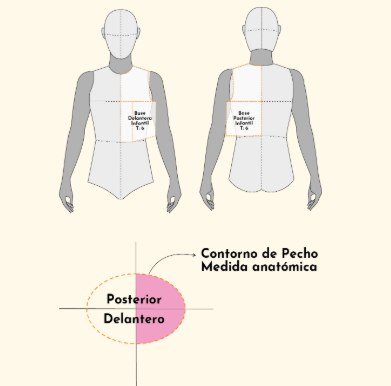 Base
Delantero
Infantil
T. 6
Base
Posterior
Infantil
T. 6
Contorno de Pecho
Medida anatómica
Posterior
Delantero